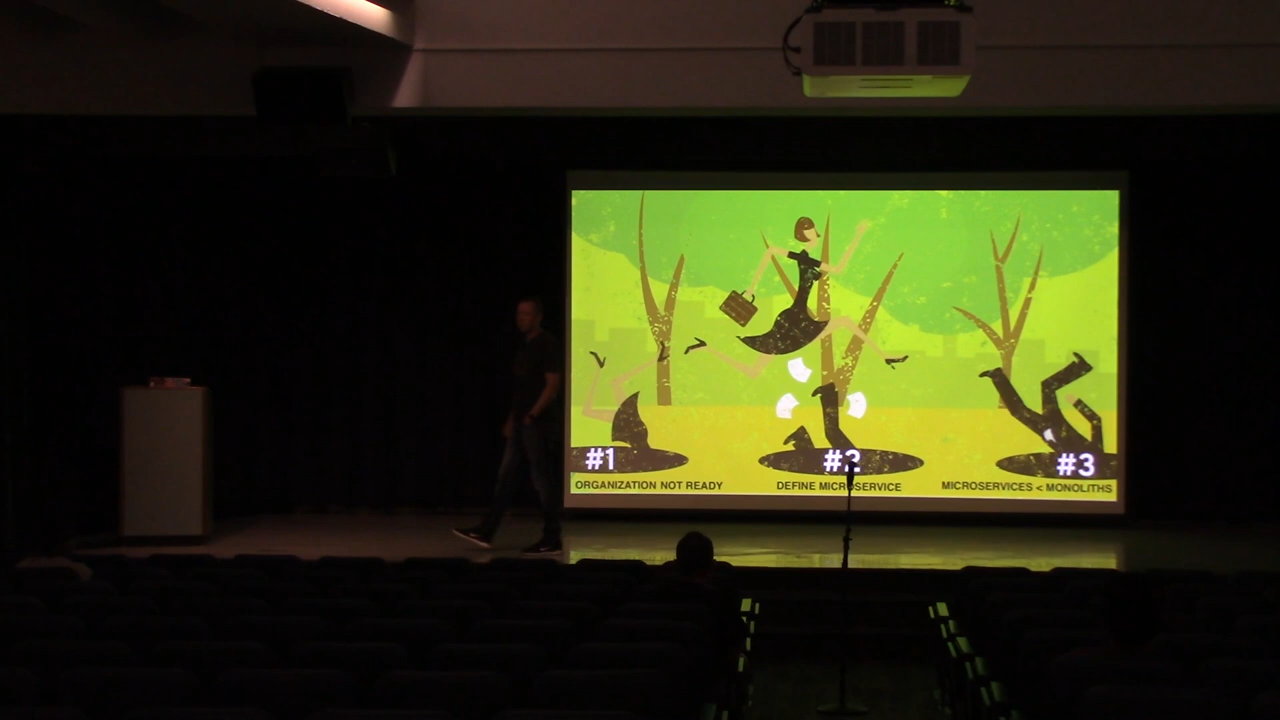 #1
#2
#3
ORGANIZATION NOT READY
DEFINE MICROSERVICE
MICROSERVICES < MONOLITHS